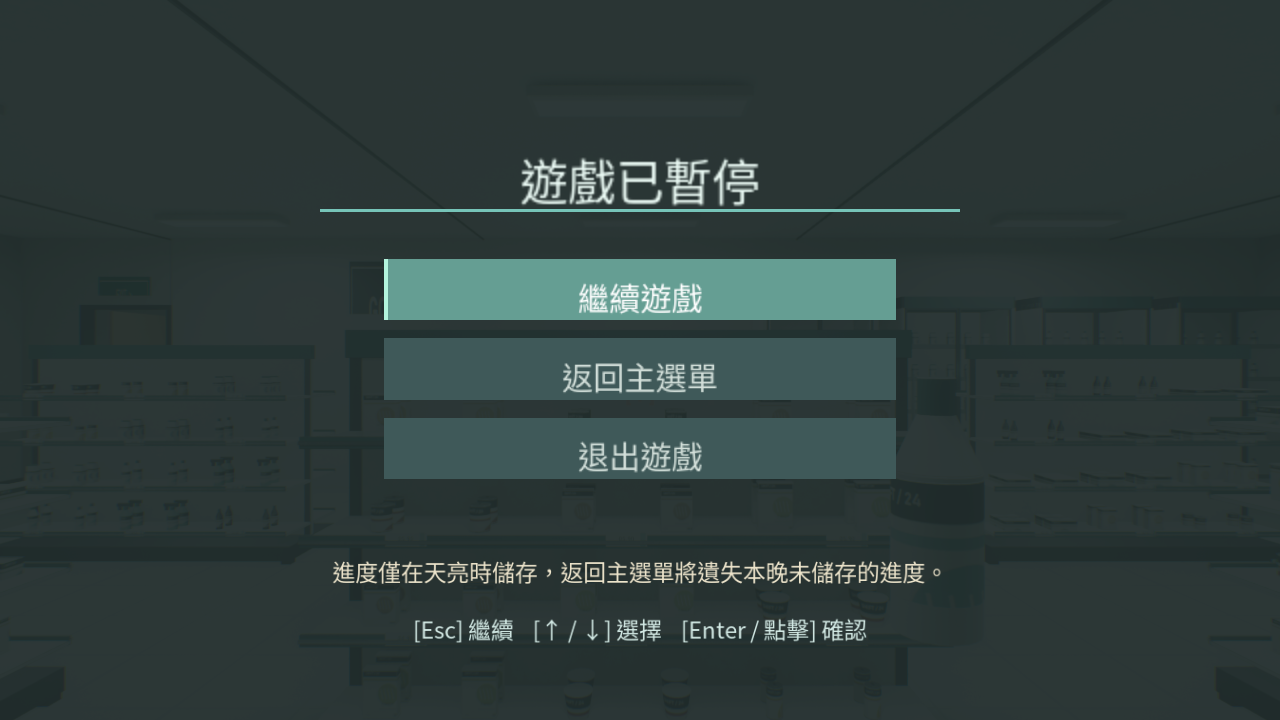 遊戲已暫停
繼續遊戲
返回主選單
退出遊戲
進度僅在天亮時儲存，返回主選單將遺失本晚未儲存的進度。
[Esc] 繼續 [↑ / ↓] 選擇 [Enter / 點擊] 確認